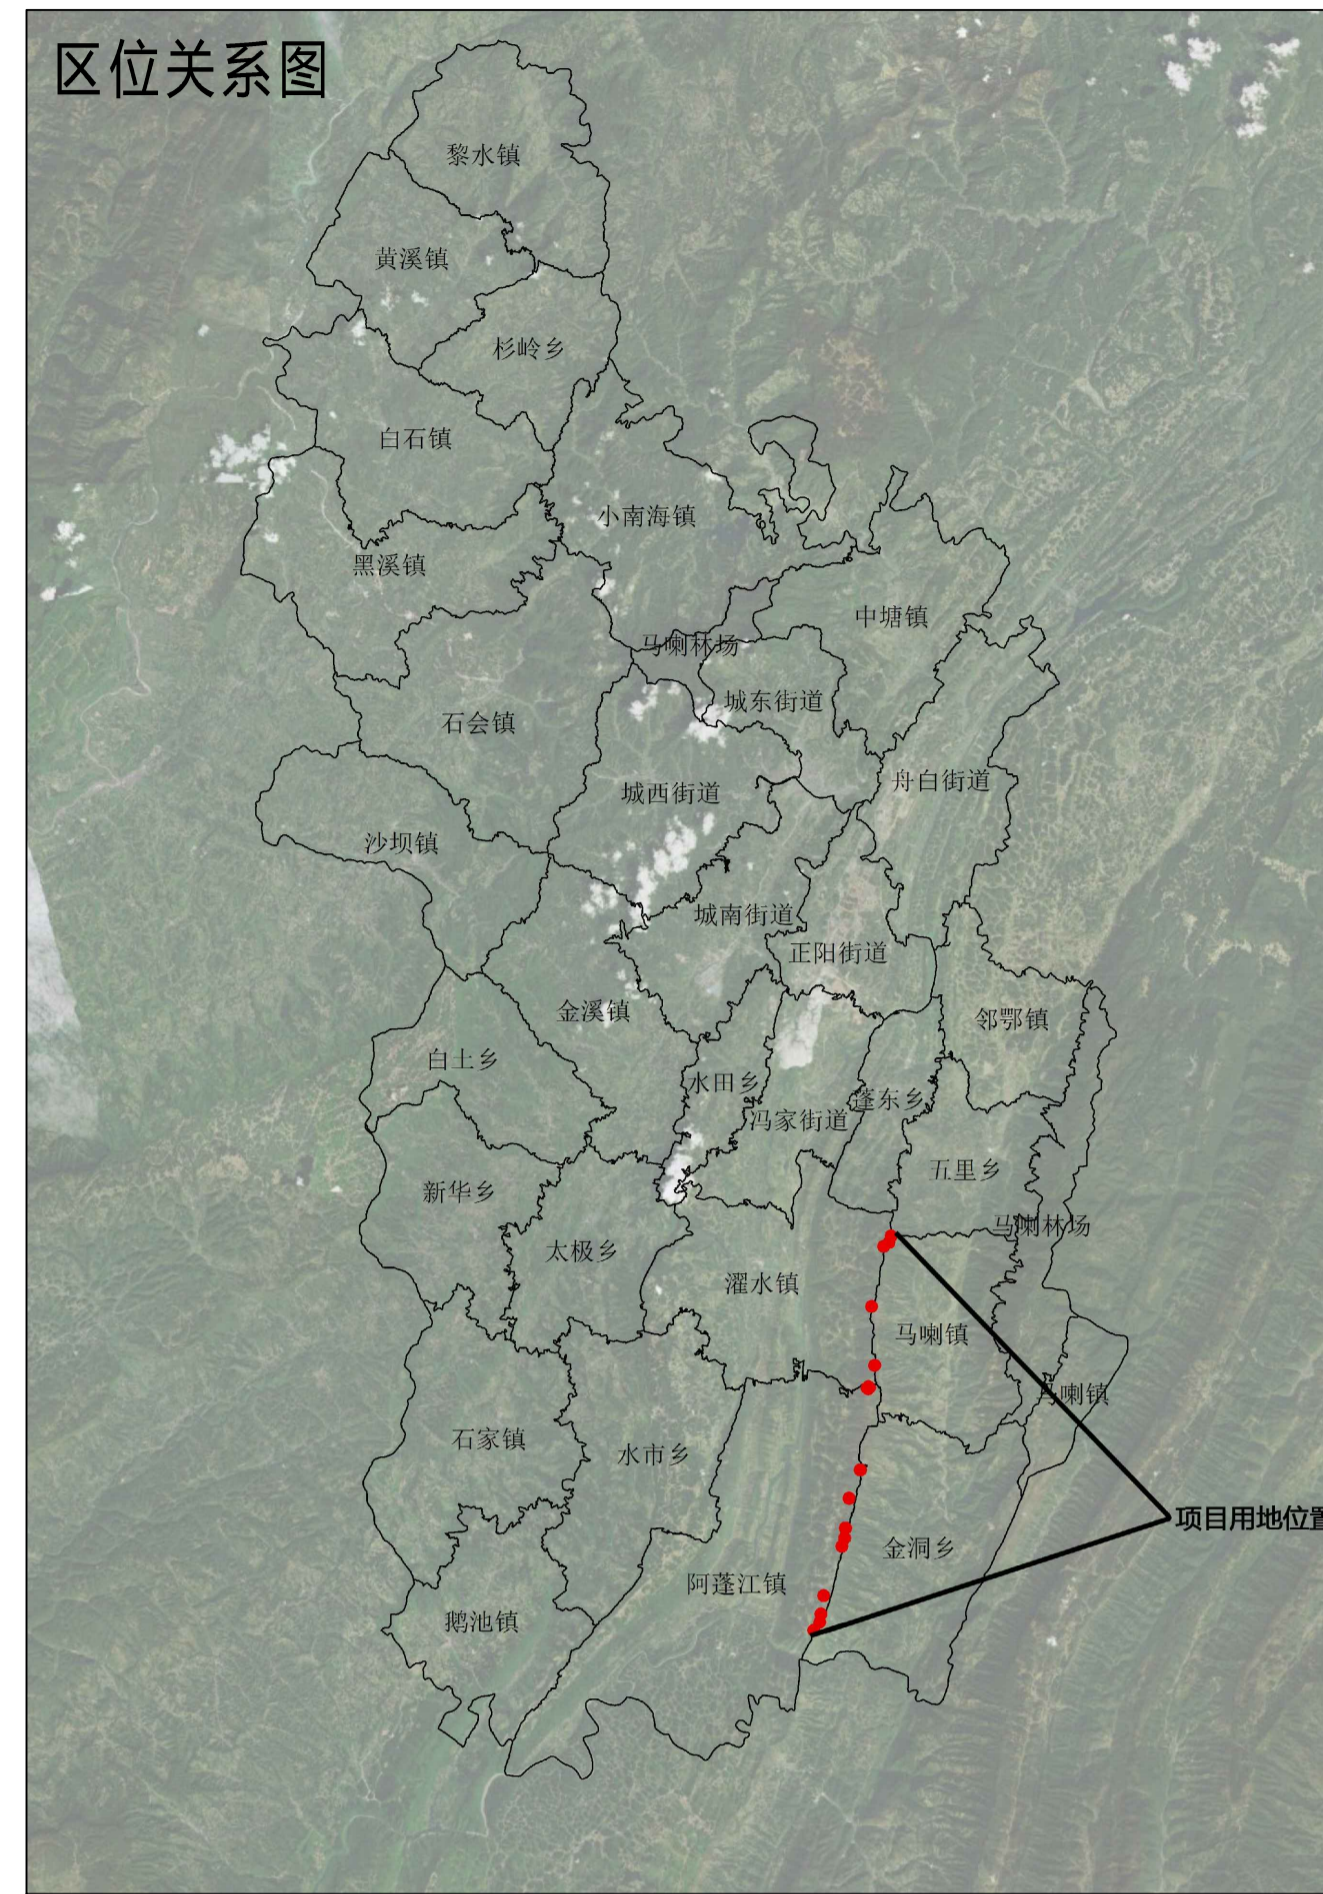 区位关系图
黎水镇
黄溪镇
杉岭乡
白石镇
小南海镇
黑溪镇
中塘镇
马喇林场
城东街道
石会镇
舟白街道
城西街道
沙坝镇
城南街道
正阳街道
金溪镇
邻鄂镇
白土乡
水田乡
蓬东乡
冯家街道
五里乡
新华乡
马喇林场
太极乡
濯水镇
马喇镇
马喇镇
石家镇
水市乡
项目用地位置
金洞乡
阿蓬江镇
鹅池镇